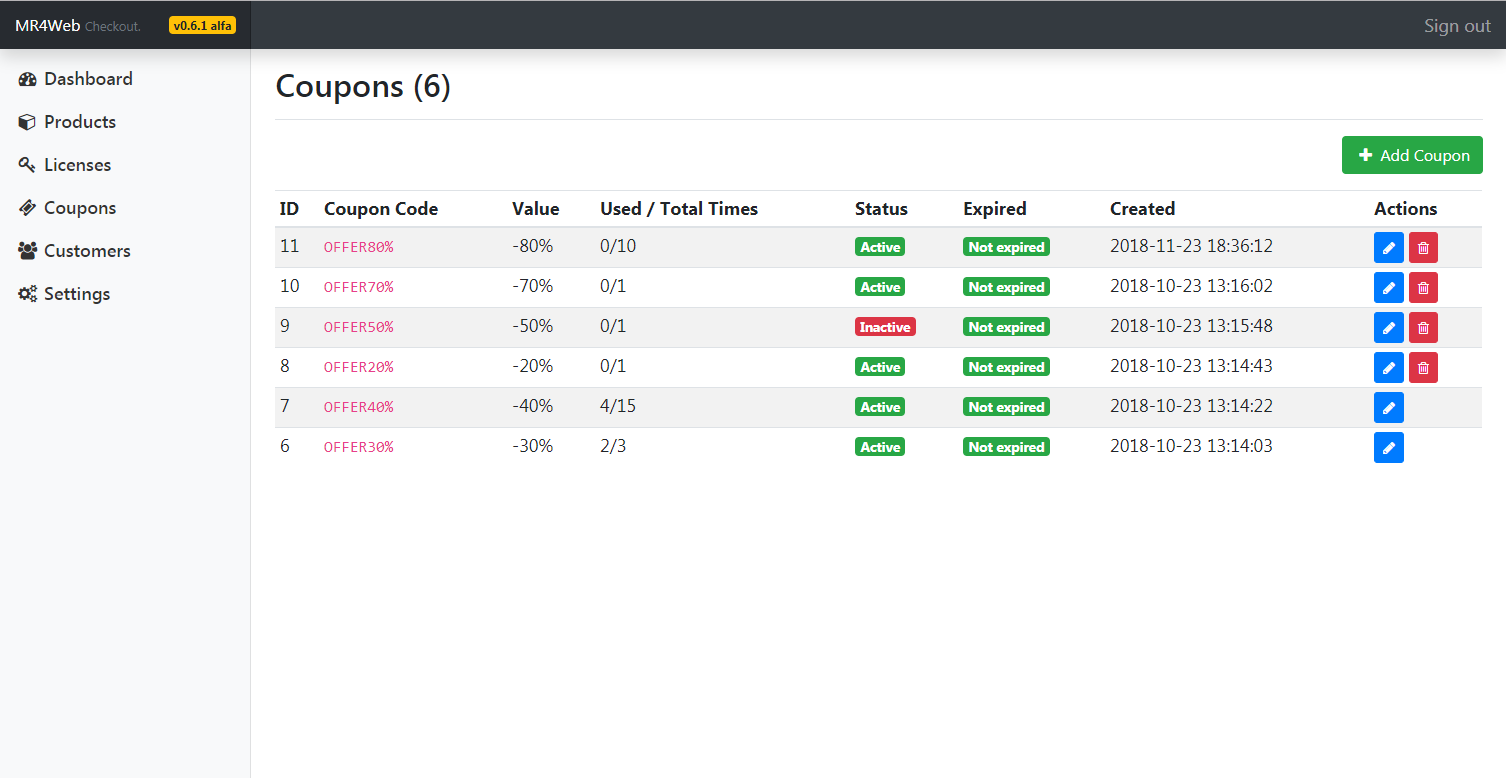 MR4Web Checkout. v0.6.1 alfa Sign out
Dashboard
Products
Licenses
Coupons
Customers
Settings
Coupons (6)
Add Coupon
ID Coupon Code Value Used / Total Times Status Expired Created Actions
11 OFFER80% -80% 0/10 Active Not expired 2018-11-23 18:36:12
10 OFFER70% -70% 0/1 Active Not expired 2018-10-23 13:16:02
9 OFFER50% -50% 0/1 Inactive Not expired 2018-10-23 13:15:48
8 OFFER20% -20% 0/1 Active Not expired 2018-10-23 13:14:43
7 OFFER40% -40% 4/15 Active Not expired 2018-10-23 13:14:22
6 OFFER30% -30% 2/3 Active Not expired 2018-10-23 13:14:03